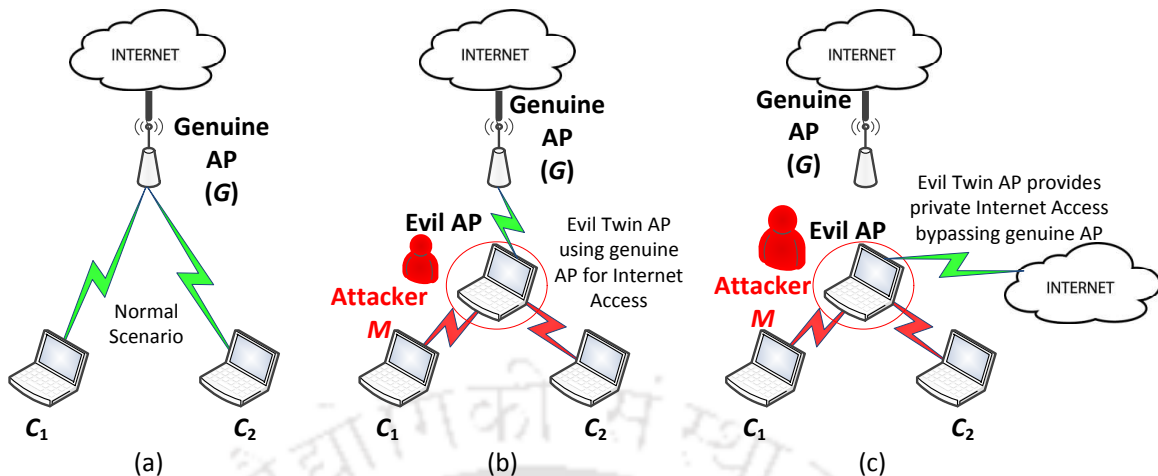 INTERNET
Genuine
AP
(G)
Normal
Scenario
C1
C2
(a)
INTERNET
Genuine
AP
(G)
Evil AP
Evil Twin AP
using genuine
AP for Internet
Access
Attacker
M
C1
C2
(b)
INTERNET
Genuine
AP
(G)
Evil Twin AP provides
private Internet Access
bypassing genuine AP
Evil AP
Attacker
M
INTERNET
C1
C2
(c)